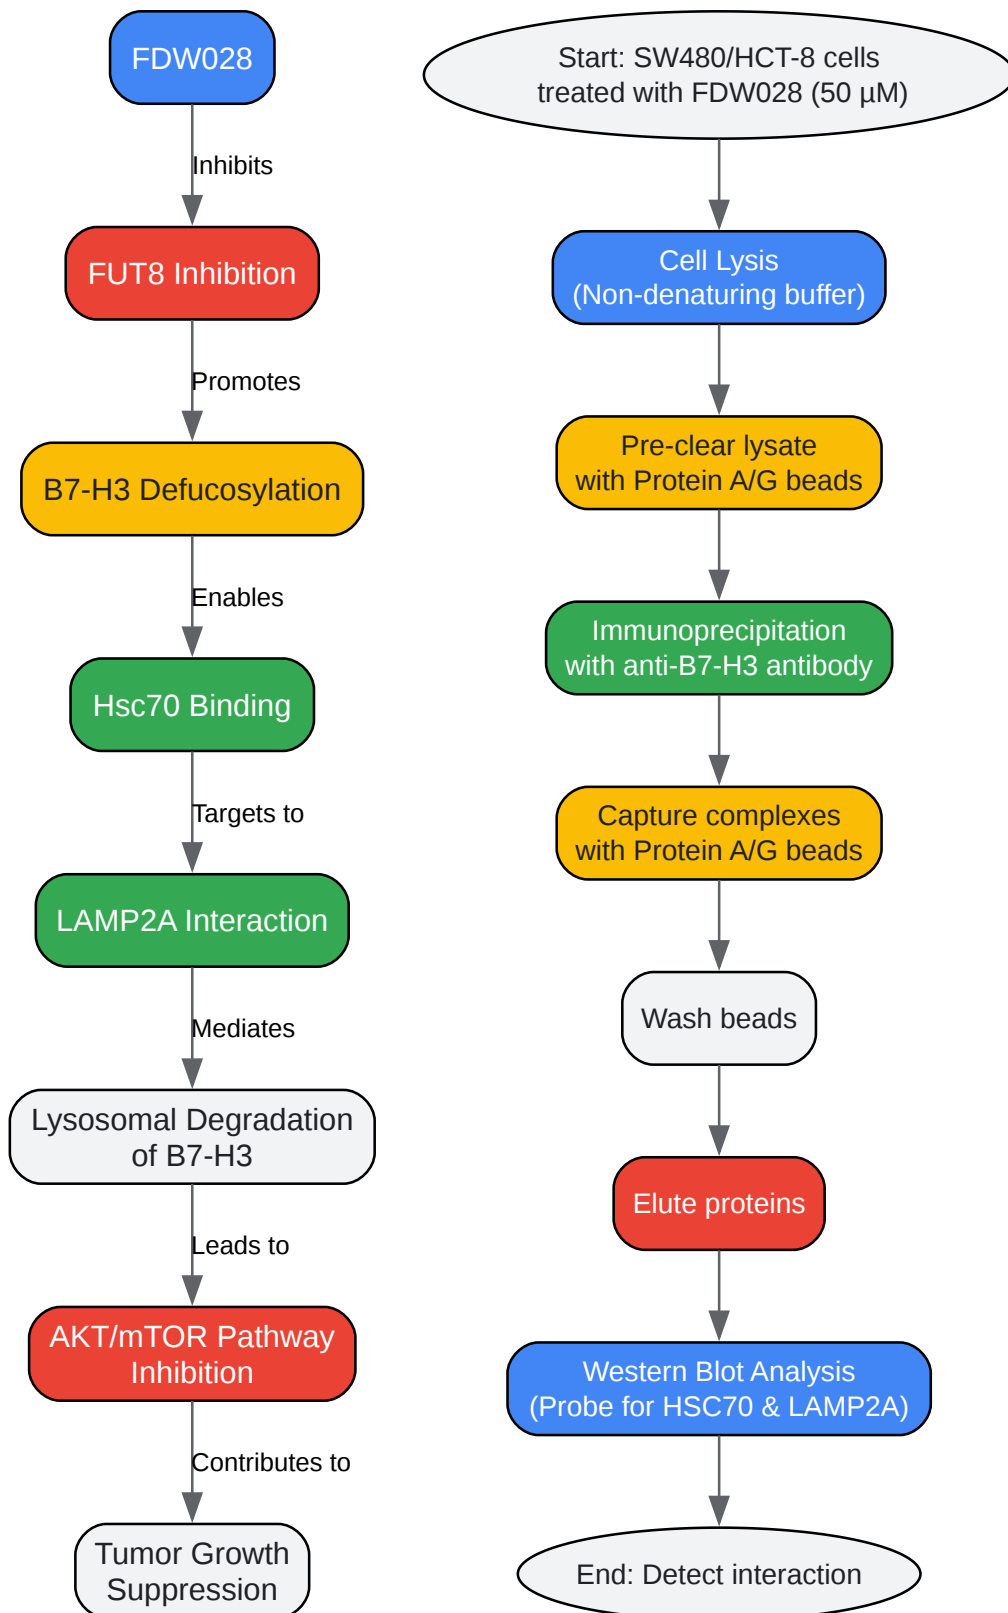 FDW028
Inhibits
FUT8 Inhibition
Promotes
B7-H3 Defucosylation
Enables
Hsc70 Binding
Targets to
LAMP2A Interaction
Mediates
Lysosomal Degradation
of B7-H3
Leads to
AKT/mTOR Pathway
Inhibition
Contributes to
Tumor Growth
Suppression
Start: SW480/HCT-8 cells
treated with FDW028 (50 µM)
Cell Lysis
(Non-denaturing buffer)
Pre-clear lysate
with Protein A/G beads
Immunoprecipitation
with anti-B7-H3 antibody
Capture complexes
with Protein A/G beads
Wash beads
Elute proteins
Western Blot Analysis
(Probe for HSC70 & LAMP2A)
End: Detect interaction